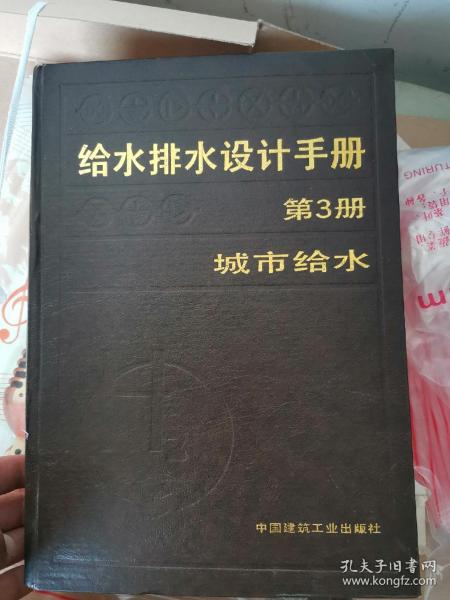 给水排水设计手册
第3册
城市给水
中国建筑工业出版社
TURING
m
孔夫子旧书网
www.kongfz.com